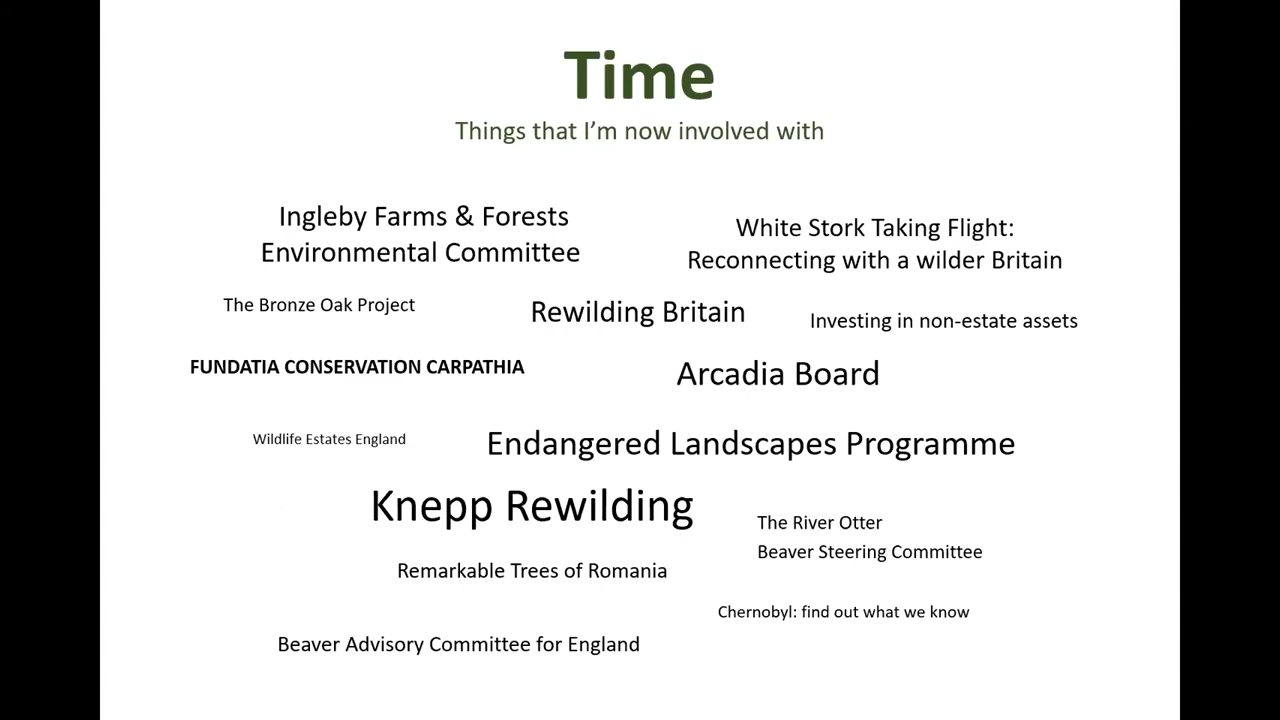 Time
Things that I’m now involved with
Ingleby Farms & Forests
Environmental Committee
White Stork Taking Flight:
Reconnecting with a wilder Britain
The Bronze Oak Project
Rewilding Britain
Investing in non-estate assets
FUNDATIA CONSERVATION CARPATHIA
Arcadia Board
Wildlife Estates England
Endangered Landscapes Programme
Knepp Rewilding
The River Otter
Beaver Steering Committee
Remarkable Trees of Romania
Chernobyl: find out what we know
Beaver Advisory Committee for England